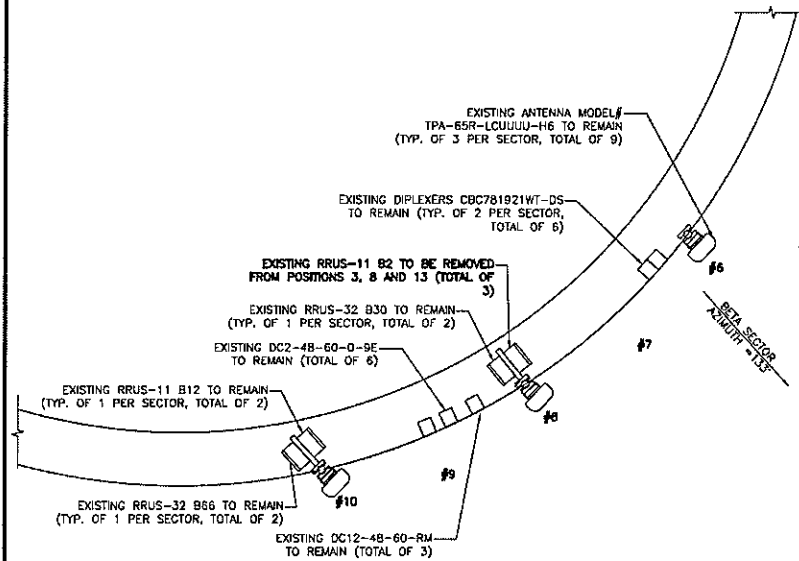 EXISTING ANTENNA MODEL#
TPA-65R-LCUUUU-H6 TO REMAIN
(TYP. OF 3 PER SECTOR, TOTAL OF 9)
EXISTING DIPLEXERS CBC781921WT-DS
TO REMAIN (TYP. OF 2 PER SECTOR,
TOTAL OF 6)
#6
EXISTING RRUS-11 B2 TO BE REMOVED
FROM POSITIONS 3, 8 AND 13 (TOTAL OF
3)
BETA SECTOR
AZIMUTH =133°
EXISTING RRUS-32 B30 TO REMAIN
(TYP. OF 1 PER SECTOR, TOTAL OF 2)
#7
EXISTING DC2-48-60-0-9E
TO REMAIN (TOTAL OF 6)
EXISTING RRUS-11 B12 TO REMAIN
(TYP. OF 1 PER SECTOR, TOTAL OF 2)
#8
#9
EXISTING RRUS-32 B66 TO REMAIN
(TYP. OF 1 PER SECTOR, TOTAL OF 2)
#10
EXISTING DC12-48-60-RM
TO REMAIN (TOTAL OF 3)